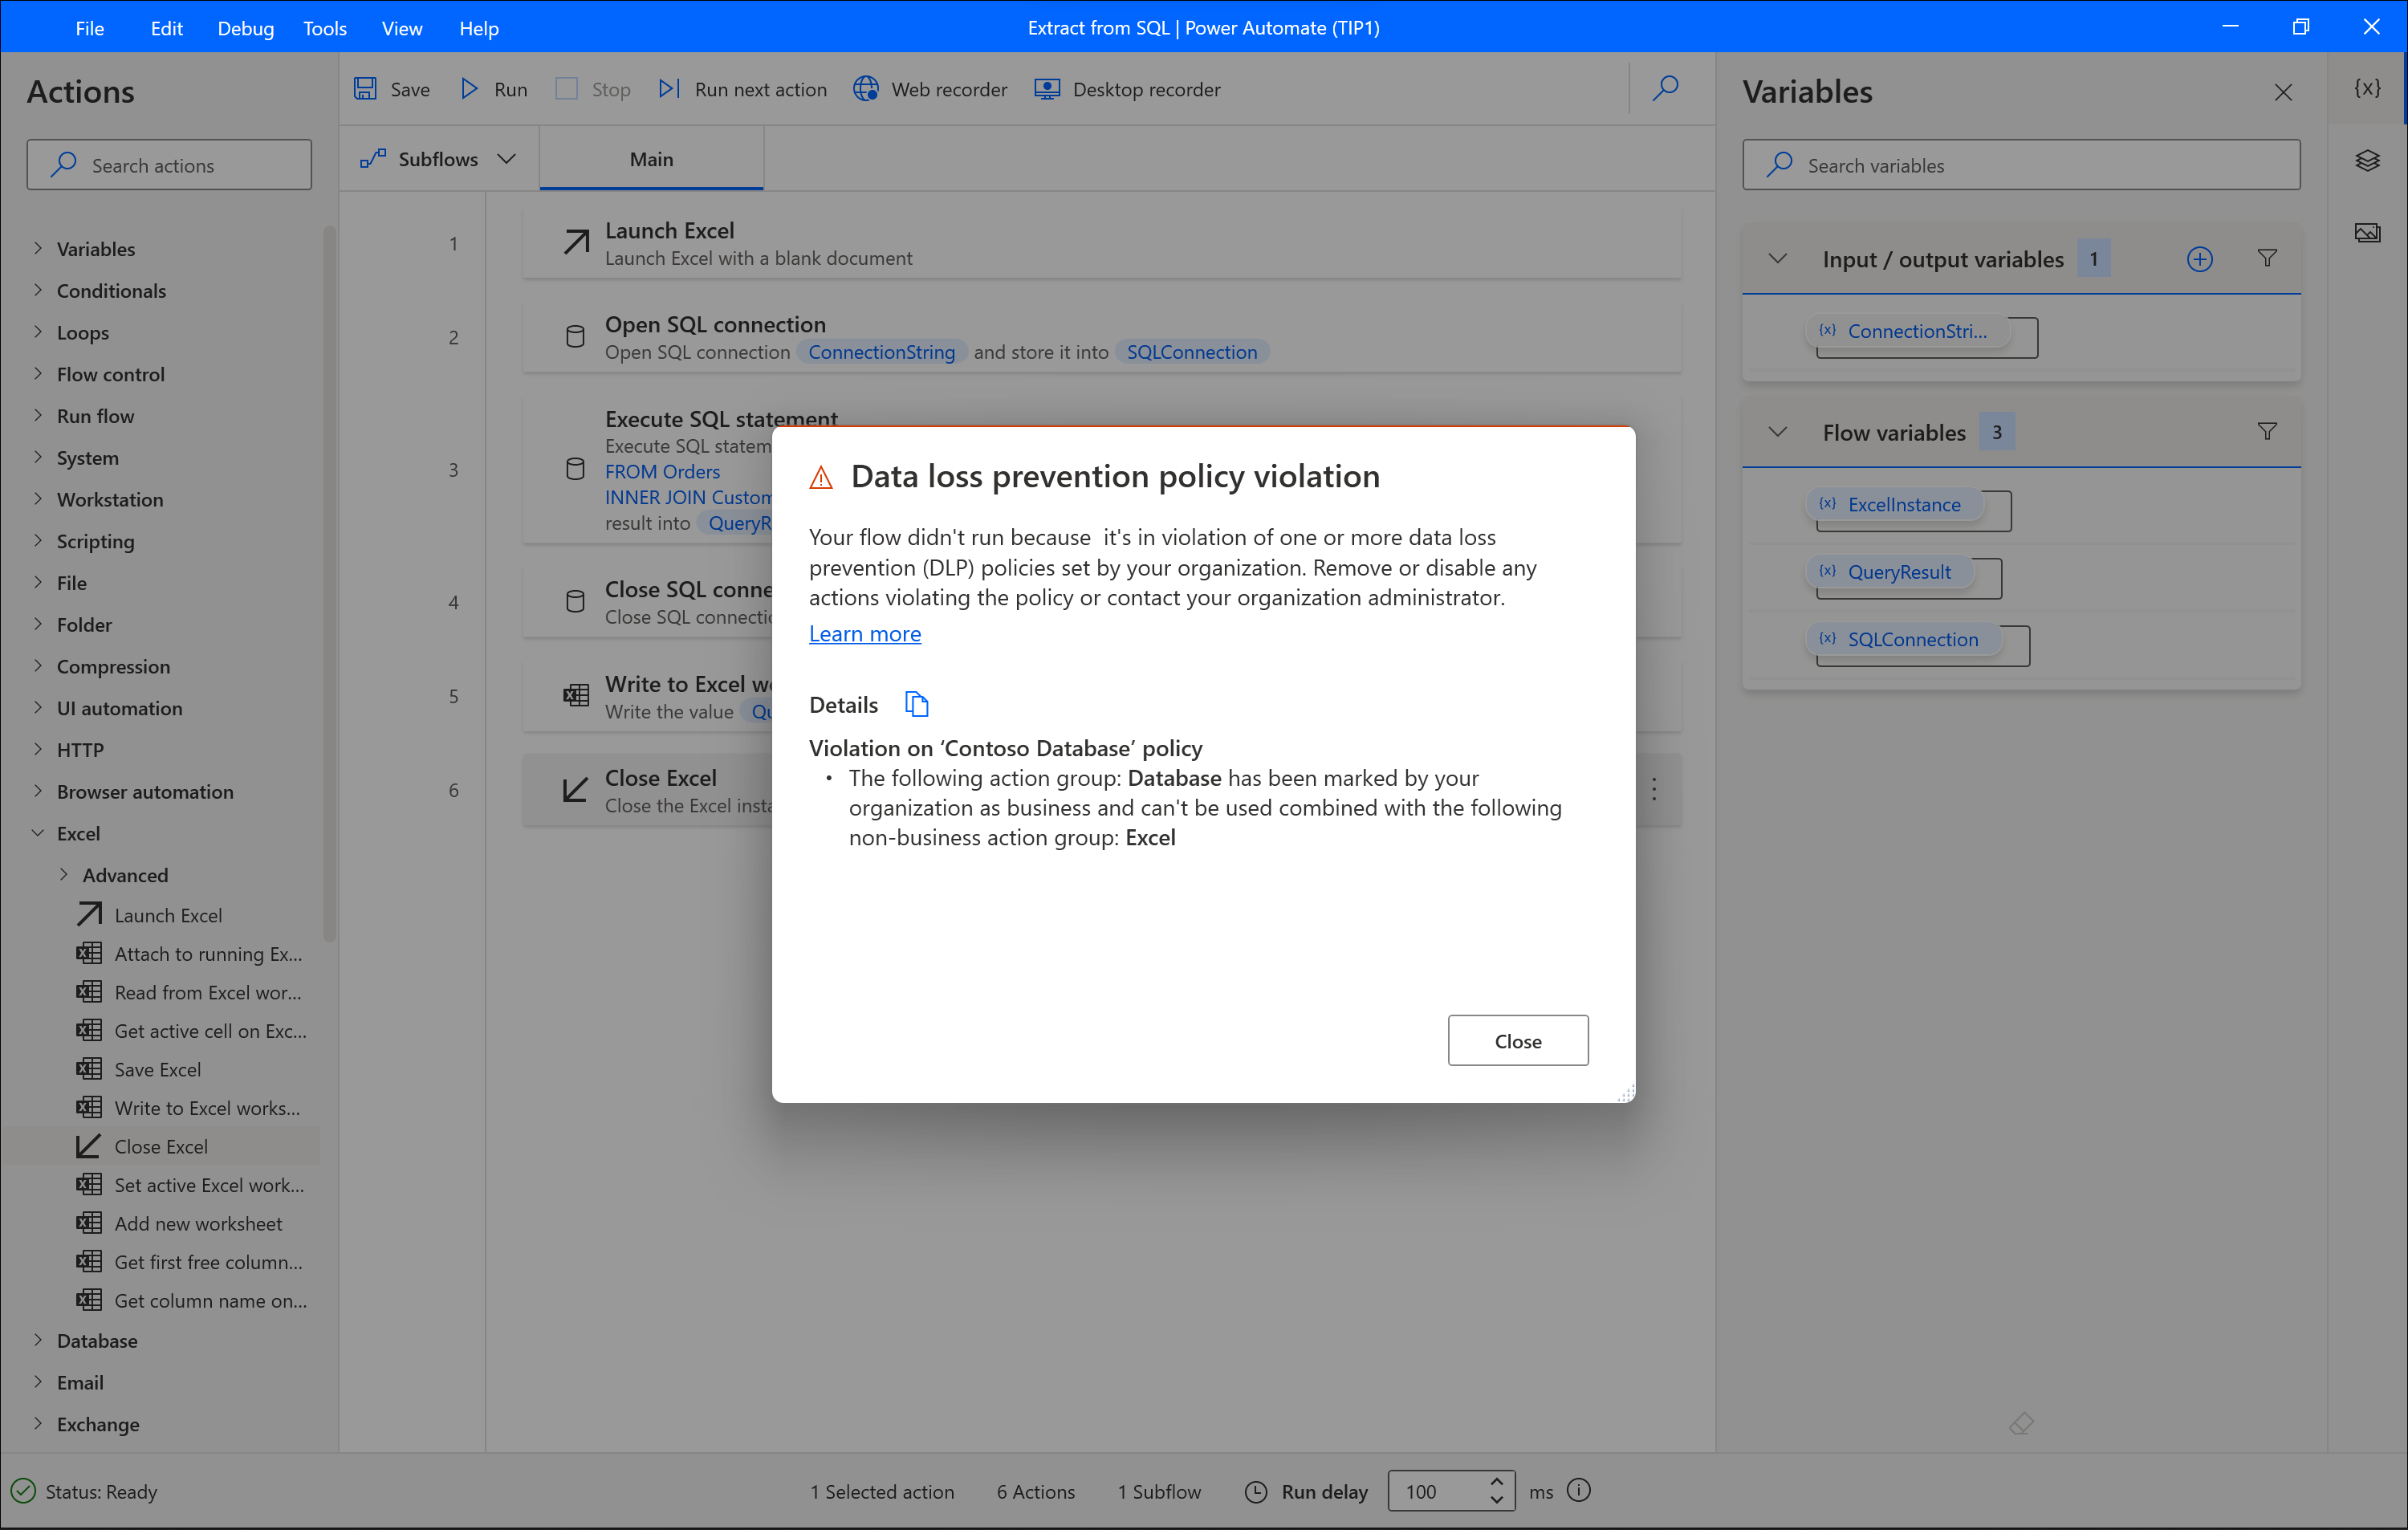 File Edit Debug Tools View Help
Extract from SQL | Power Automate (TIP1)
Actions
Search actions
Variables
Conditionals
Loops
Flow control
Run flow
System
Workstation
Scripting
File
Folder
Compression
UI automation
HTTP
Browser automation
Excel
Advanced
Launch Excel
Attach to running Ex...
Read from Excel wor...
Get active cell on Exc...
Save Excel
Write to Excel works...
Close Excel
Set active Excel work...
Add new worksheet
Get first free column...
Get column name on...
Database
Email
Exchange
Save Run Stop Run next action Web recorder Desktop recorder
Subflows Main
1
Launch Excel
Launch Excel with a blank document
2
Open SQL connection
Open SQL connection ConnectionString and store it into SQLConnection
3
Execute SQL statement
Execute SQL statem
FROM Orders
INNER JOIN Custom
result into QueryR
4
Close SQL conne
Close SQL connectio
5
Write to Excel wo
Write the value Qu
6
Close Excel
Close the Excel insta
Data loss prevention policy violation
Your flow didn't run because it's in violation of one or more data loss
prevention (DLP) policies set by your organization. Remove or disable any
actions violating the policy or contact your organization administrator.
Learn more
Details
Violation on ‘Contoso Database’ policy
• The following action group: Database has been marked by your
organization as business and can't be used combined with the following
non-business action group: Excel
Close
Variables
{x}
Search variables
Input / output variables 1
{x} ConnectionStri...
Flow variables 3
{x} ExcelInstance
{x} QueryResult
{x} SQLConnection
Status: Ready
1 Selected action 6 Actions 1 Subflow Run delay 100 ms